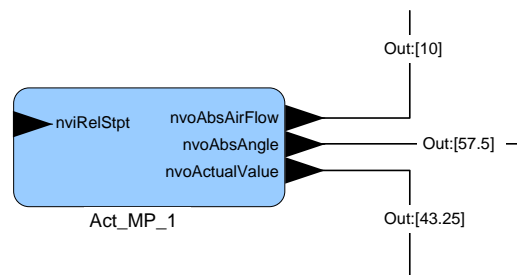 Out:[10]
nviRelStpt
nvoAbsAirFlow
nvoAbsAngle
Out:[57.5]
nvoActualValue
Out:[43.25]
Act_MP_1